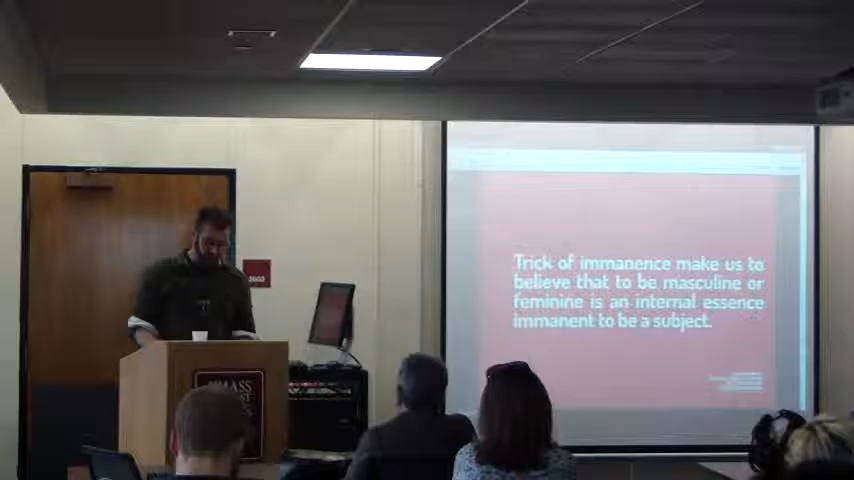 Trick of immanence make us to
believe that to be masculine or
feminine is an internal essence
immanent to be a subject.
MASS